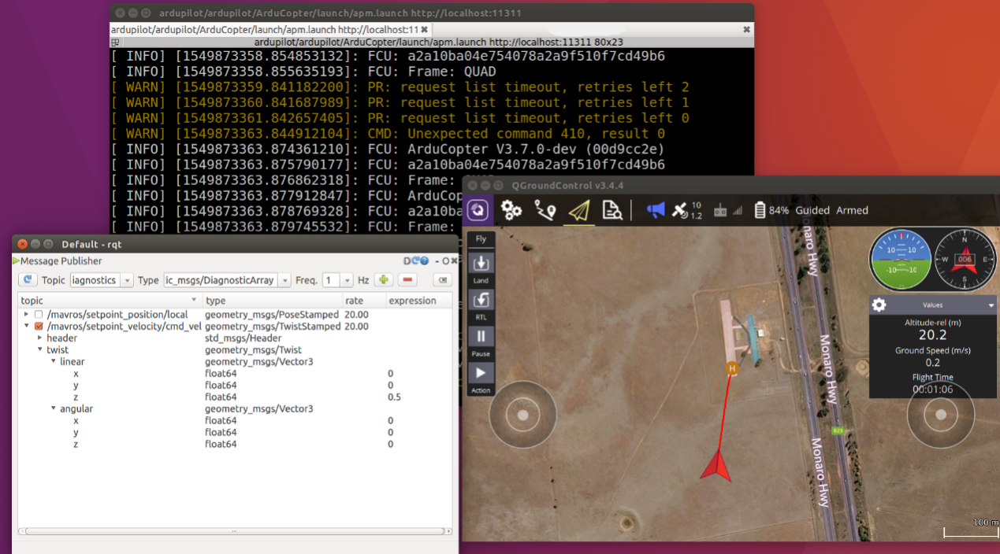 ardupilot/ardupilot/ArduCopter/launch/apm.launch http://localhost:11311
ardupilot/ardupilot/ArduCopter/launch/apm.launch http://localhost:11
ardupilot/ardupilot/ArduCopter/launch/apm.launch http://localhost:11311 80x23
[ INFO] [1549873358.854853132]: FCU: a2a10ba04e754078a2a9f510f7cd49b6
[ INFO] [1549873358.855635193]: FCU: Frame: QUAD
[ WARN] [1549873359.841182200]: PR: request list timeout, retries left 2
[ WARN] [1549873360.841687989]: PR: request list timeout, retries left 1
[ WARN] [1549873361.842657405]: PR: request list timeout, retries left 0
[ WARN] [1549873363.844912104]: CMD: Unexpected command 410, result 0
[ INFO] [1549873363.874361210]: FCU: ArduCopter V3.7.0-dev (00d9cc2e)
[ INFO] [1549873363.875790177]: FCU: a2a10ba04e754078a2a9f510f7cd49b6
[ INFO] [1549873363.876862318]: FCU: Frame:
[ INFO] [1549873363.877912847]: FCU: ArduCop
[ INFO] [1549873363.878769328]: FCU: a2a10ba
[ INFO] [1549873363.879745532]: FCU: Frame:
QGroundControl v3.4.4
10
1.2
84% Guided Armed
Fly
Land
RTL
Pause
Action
10 10
-10 -10
N
W 006 E
S
Values
Altitude-rel (m)
20.2
Ground Speed (m/s)
0.2
Flight Time
00:01:06
H
Monaro Hwy
Monaro Hwy
B23
Monaro Hwy
100 m
Default - rqt
Message Publisher
D - O
Topic iagnostics Type ic_msgs/DiagnosticArray Freq. 1 Hz
topic type rate expression
/mavros/setpoint_position/local geometry_msgs/PoseStamped 20.00
/mavros/setpoint_velocity/cmd_vel geometry_msgs/TwistStamped 20.00
header std_msgs/Header
twist geometry_msgs/Twist
linear geometry_msgs/Vector3
x float64 0
y float64 0
z float64 0.5
angular geometry_msgs/Vector3
x float64 0
y float64 0
z float64 0